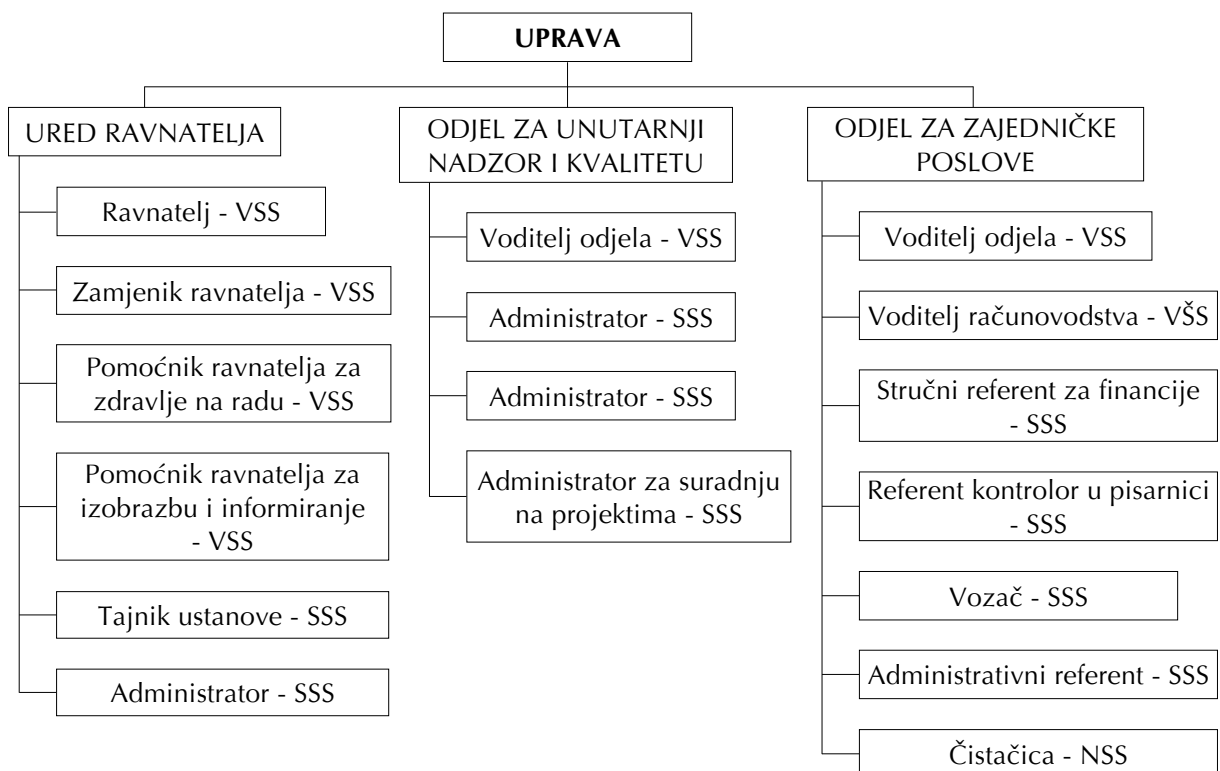 UPRAVA
URED RAVNATELJA
Ravnatelj - VSS
Zamjenik ravnatelja - VSS
Pomoćnik ravnatelja za
zdravlje na radu - VSS
Pomoćnik ravnatelja za
izobrazbu i informiranje
- VSS
Tajnik ustanove - SSS
Administrator - SSS
ODJEL ZA UNUTARNJI
NADZOR I KVALITETU
Voditelj odjela - VSS
Administrator - SSS
Administrator - SSS
Administrator za suradnju
na projektima - SSS
ODJEL ZA ZAJEDNIČKE
POSLOVE
Voditelj odjela - VSS
Voditelj računovodstva - VŠS
Stručni referent za financije
- SSS
Referent kontrolor u pisarnici
- SSS
Vozač - SSS
Administrativni referent - SSS
Čistačica - NSS